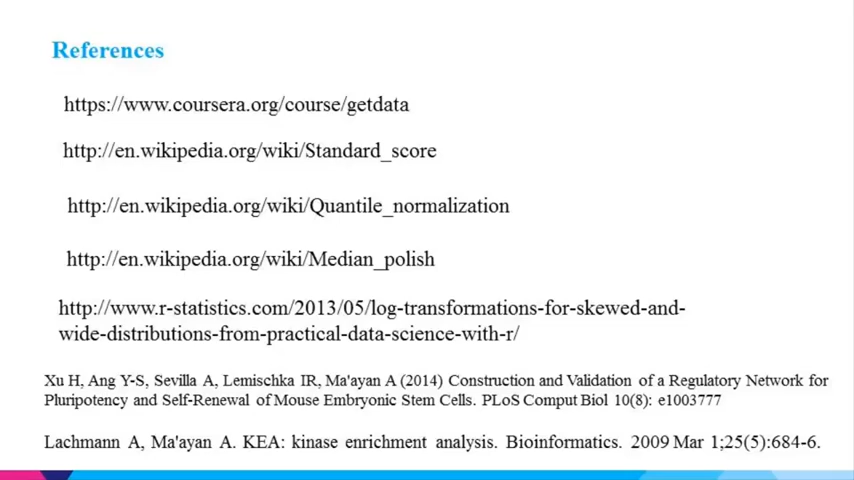 References
https://www.coursera.org/course/getdata
http://en.wikipedia.org/wiki/Standard_score
http://en.wikipedia.org/wiki/Quantile_normalization
http://en.wikipedia.org/wiki/Median_polish
http://www.r-statistics.com/2013/05/log-transformations-for-skewed-and-
wide-distributions-from-practical-data-science-with-r/
Xu H, Ang Y-S, Sevilla A, Lemischka IR, Ma'ayan A (2014) Construction and Validation of a Regulatory Network for
Pluripotency and Self-Renewal of Mouse Embryonic Stem Cells. PLoS Comput Biol 10(8): e1003777
Lachmann A, Ma'ayan A. KEA: kinase enrichment analysis. Bioinformatics. 2009 Mar 1;25(5):684-6.